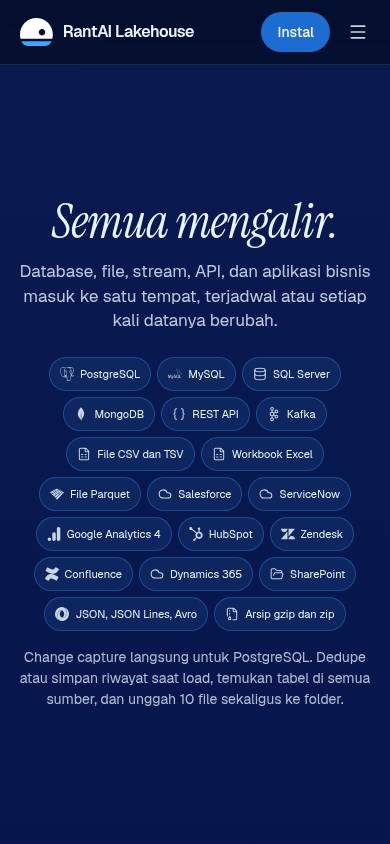 RantAI Lakehouse
Instal
Semua mengalir.
Database, file, stream, API, dan aplikasi bisnis
masuk ke satu tempat, terjadwal atau setiap
kali datanya berubah.
PostgreSQL
MySQL
SQL Server
MongoDB
REST API
Kafka
File CSV dan TSV
Workbook Excel
File Parquet
Salesforce
ServiceNow
Google Analytics 4
HubSpot
Zendesk
Confluence
Dynamics 365
SharePoint
JSON, JSON Lines, Avro
Arsip gzip dan zip
Change capture langsung untuk PostgreSQL. Dedupe
atau simpan riwayat saat load, temukan tabel di semua
sumber, dan unggah 10 file sekaligus ke folder.